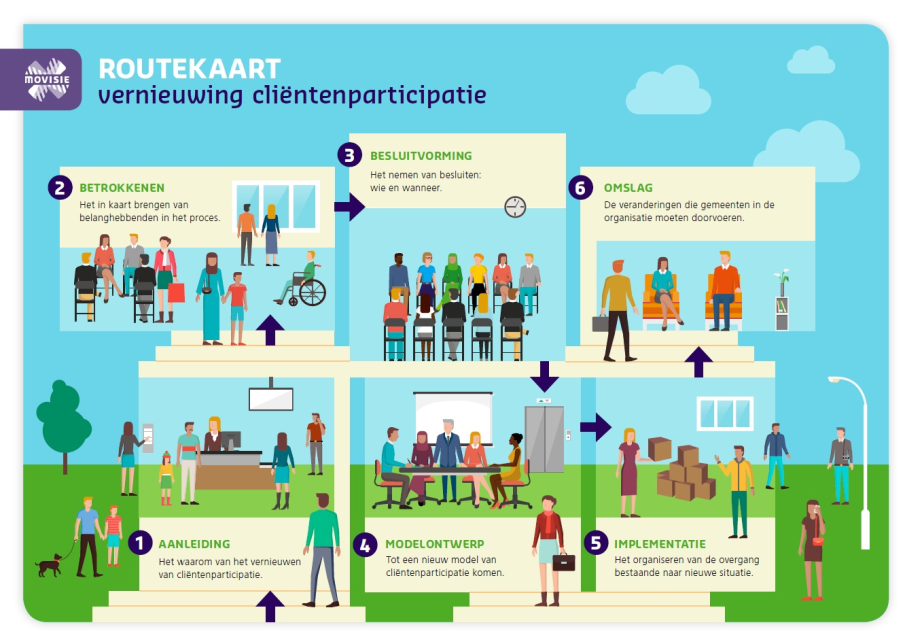 MOVISIE
ROUTEKAART
vernieuwing cliëntenparticipatie
1
AANLEIDING
Het waarom van het vernieuwen
van cliëntenparticipatie.
2
BETROKKENEN
Het in kaart brengen van
belanghebbenden in het proces.
3
BESLUITVORMING
Het nemen van besluiten:
wie en wanneer.
4
MODELONTWERP
Tot een nieuw model van
cliëntenparticipatie komen.
5
IMPLEMENTATIE
Het organiseren van de overgang
bestaande naar nieuwe situatie.
6
OMSLAG
De veranderingen die gemeenten in de
organisatie moeten doorvoeren.